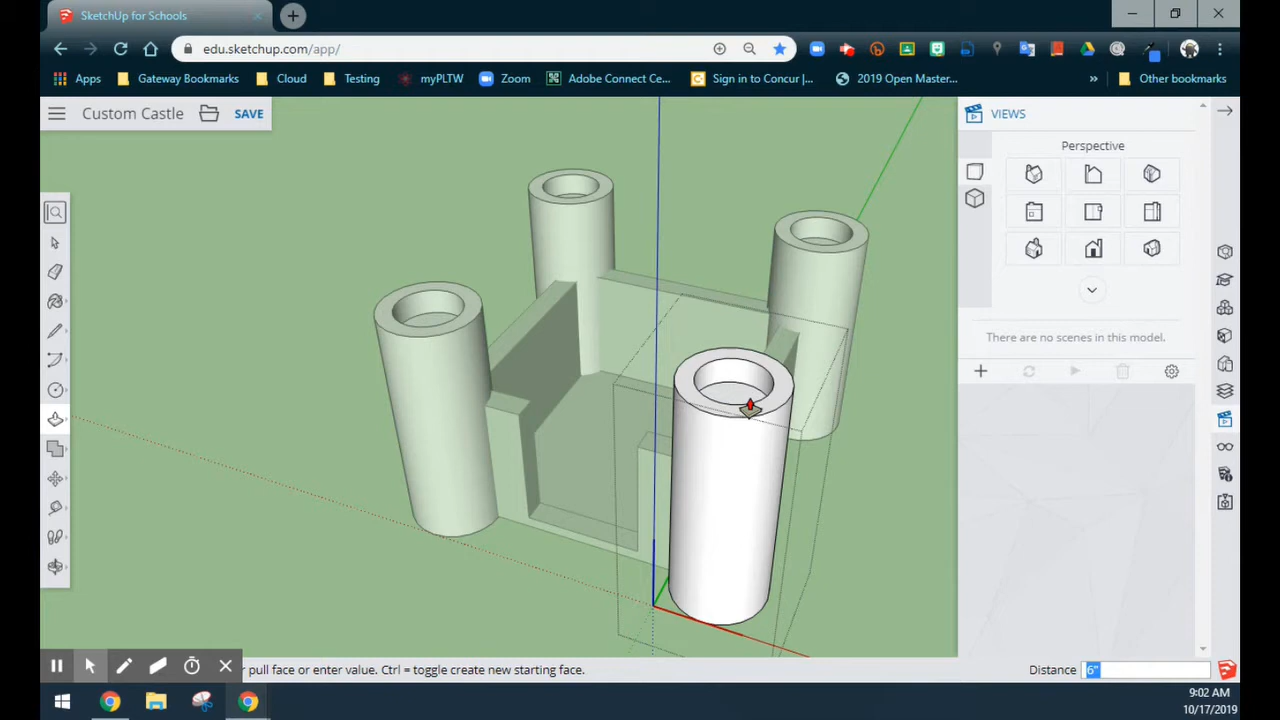 SketchUp for Schools
edu.sketchup.com/app/
Apps Gateway Bookmarks Cloud Testing myPLTW Zoom Adobe Connect Ce... Sign in to Concur |... 2019 Open Master... » Other bookmarks
Custom Castle SAVE
VIEWS
Perspective
There are no scenes in this model.
pull face or enter value. Ctrl = toggle create new starting face.
Distance 6"
9:02 AM
10/17/2019